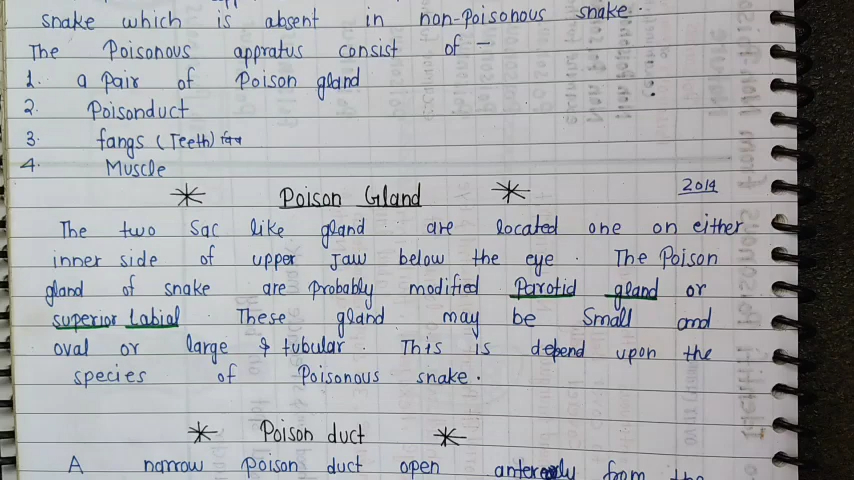 snake which is absent in non-poisonous snake.
The Poisonous appratus consist of -
1. a pair of Poison gland
2. Poisonduct
3. fangs (Teeth)
4. Muscle
Poison Gland 2019
The two Sac like gland are located one on either
inner side of upper Jaw below the eye. The Poison
gland of snake are probably modified Parotid gland or
superior Labial These gland may be Small and
oval or large & tubular. This is depend upon the
species of Poisonous snake.
Poison duct
A narrow Poison duct open from the